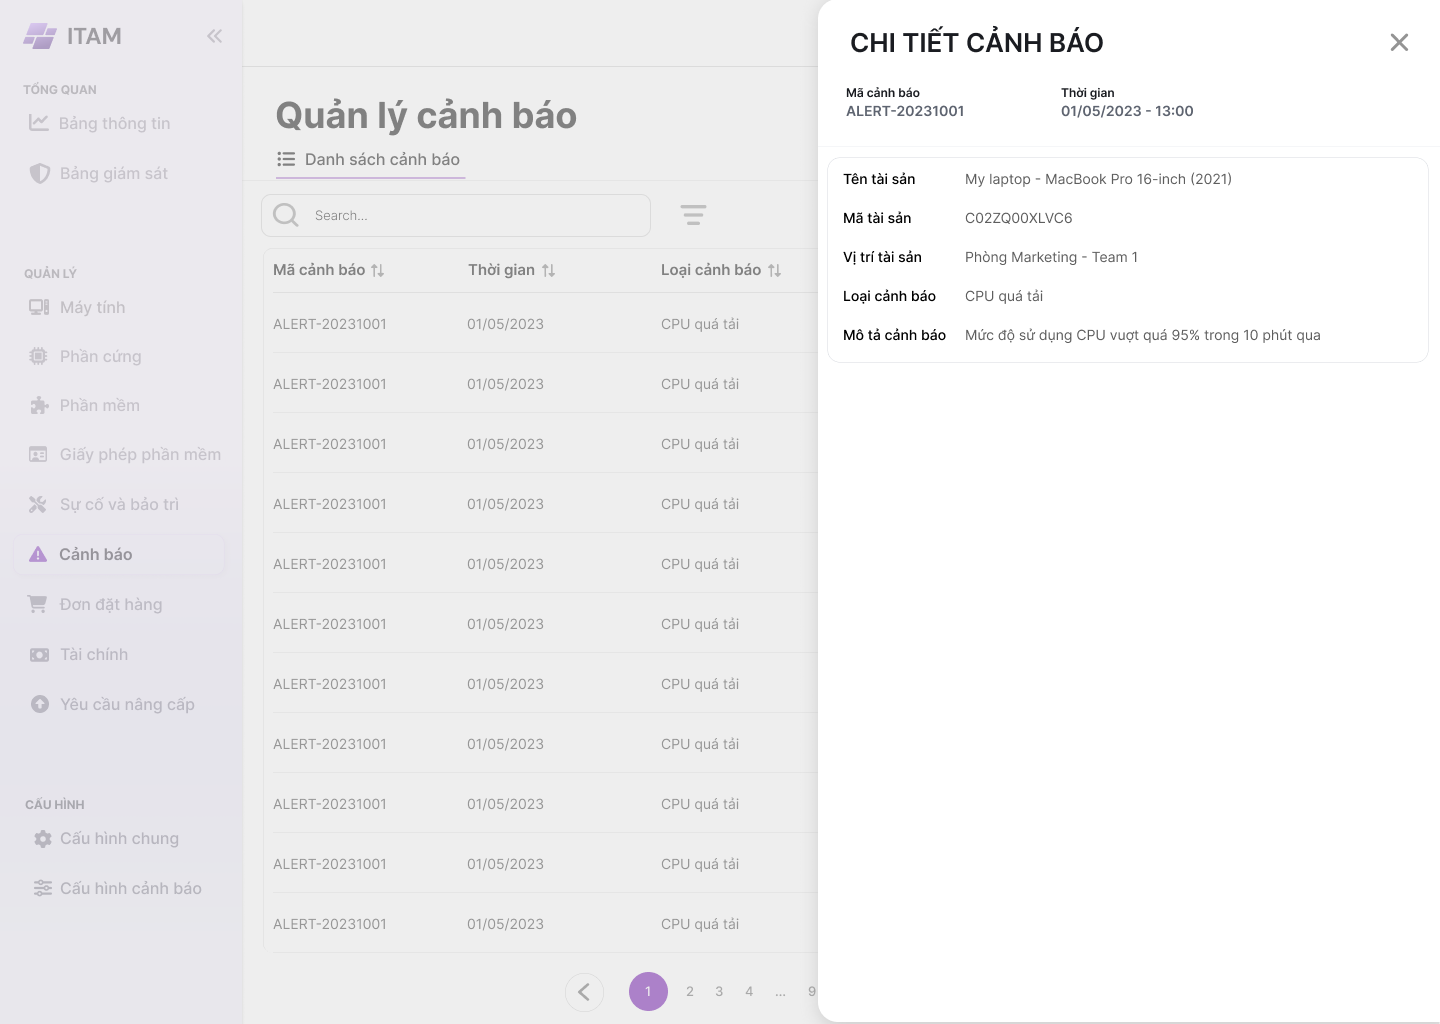 ITAM
TỔNG QUAN
Bảng thông tin
Bảng giám sát
QUẢN LÝ
Máy tính
Phần cứng
Phần mềm
Giấy phép phần mềm
Sự cố và bảo trì
Cảnh báo
Đơn đặt hàng
Tài chính
Yêu cầu nâng cấp
CẤU HÌNH
Cấu hình chung
Cấu hình cảnh báo
Quản lý cảnh báo
Danh sách cảnh báo
Search...
Mã cảnh báo Thời gian Loại cảnh báo
ALERT-20231001 01/05/2023 CPU quá tải
ALERT-20231001 01/05/2023 CPU quá tải
ALERT-20231001 01/05/2023 CPU quá tải
ALERT-20231001 01/05/2023 CPU quá tải
ALERT-20231001 01/05/2023 CPU quá tải
ALERT-20231001 01/05/2023 CPU quá tải
ALERT-20231001 01/05/2023 CPU quá tải
ALERT-20231001 01/05/2023 CPU quá tải
ALERT-20231001 01/05/2023 CPU quá tải
ALERT-20231001 01/05/2023 CPU quá tải
ALERT-20231001 01/05/2023 CPU quá tải
1 2 3 4 ... 9
CHI TIẾT CẢNH BÁO
Mã cảnh báo Thời gian
ALERT-20231001 01/05/2023 - 13:00
Tên tài sản My laptop - MacBook Pro 16-inch (2021)
Mã tài sản C02ZQ00XLVC6
Vị trí tài sản Phòng Marketing - Team 1
Loại cảnh báo CPU quá tải
Mô tả cảnh báo Mức độ sử dụng CPU vượt quá 95% trong 10 phút qua